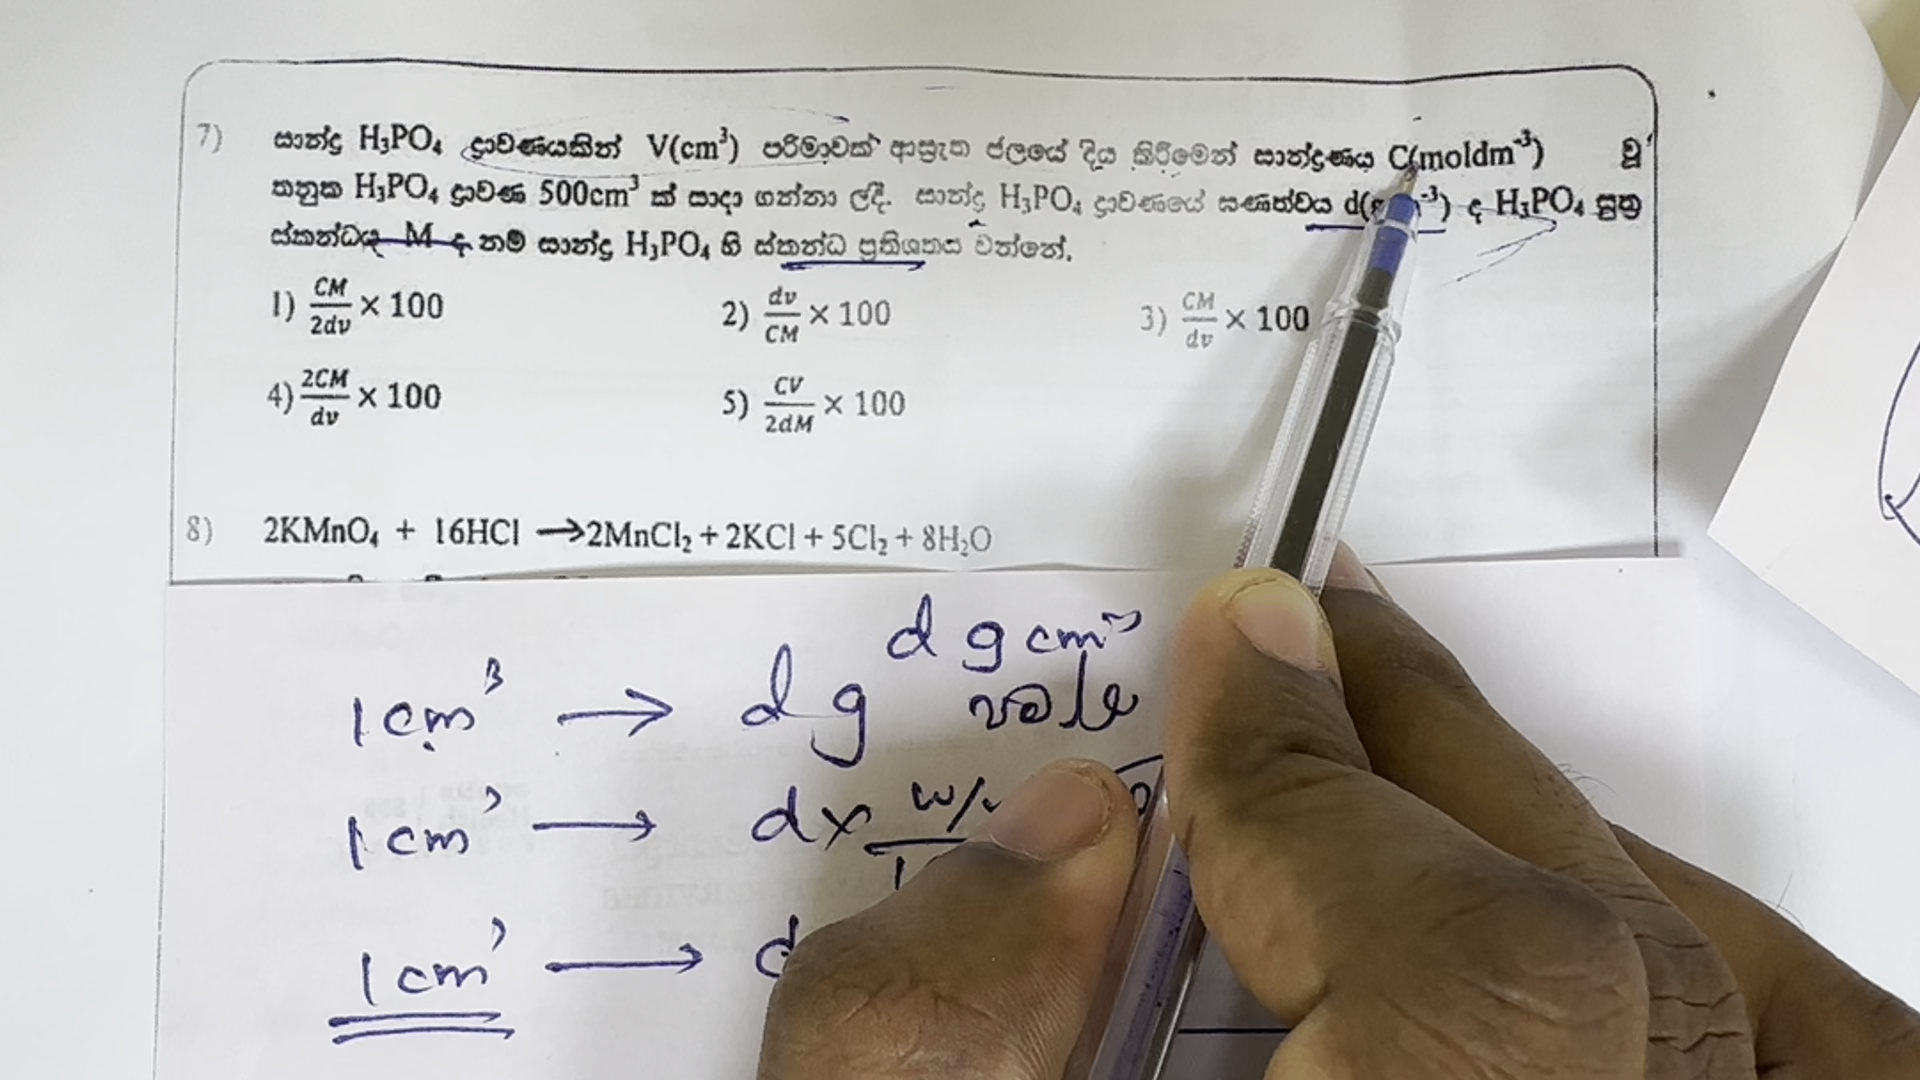 7) සාන්ද්‍ර H₃PO₄ ද්‍රාවණයකින් V(cm³) පරිමාවක් ආස්‍රැත ජලයේ දිය කිරීමෙන් සාන්ද්‍රණය C(moldm⁻³) වූ
තනුක H₃PO₄ ද්‍රාවණ 500cm³ ක් සාදා ගන්නා ලදී. සාන්ද්‍ර H₃PO₄ ද්‍රාවණයේ ඝණත්වය d(g ⁻³) ද H₃PO₄ සූත්‍ර
ස්කන්ධය M ද නම් සාන්ද්‍ර H₃PO₄ හි ස්කන්ධ ප්‍රතිශතය වන්නේ,
1) CM/2dv × 100 2) dv/CM × 100 3) CM/dv × 100
4) 2CM/dv × 100 5) CV/2dM × 100
8) 2KMnO₄ + 16HCl → 2MnCl₂ + 2KCl + 5Cl₂ + 8H₂O
d g cm⁻³
1cm³ → dg
1cm³ → d× w/
1cm³ → d